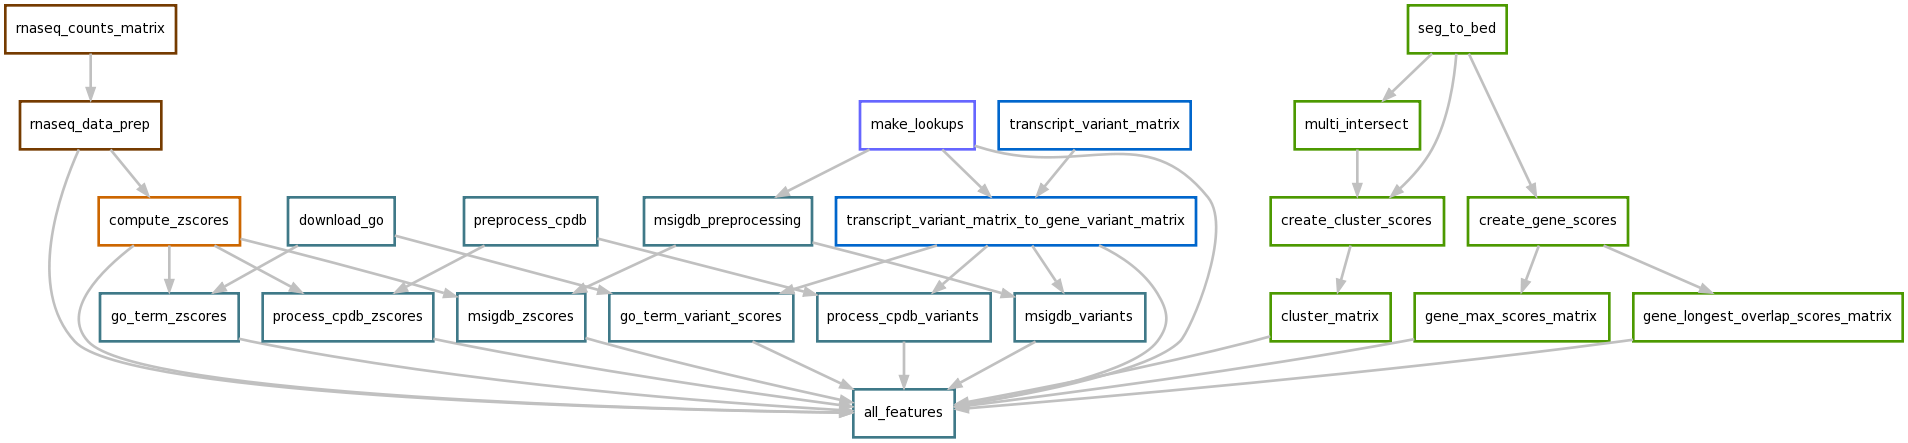 rnaseq_counts_matrix
seg_to_bed
rnaseq_data_prep
make_lookups
transcript_variant_matrix
multi_intersect
compute_zscores
download_go
preprocess_cpdb
msigdb_preprocessing
transcript_variant_matrix_to_gene_variant_matrix
create_cluster_scores
create_gene_scores
go_term_zscores
process_cpdb_zscores
msigdb_zscores
go_term_variant_scores
process_cpdb_variants
msigdb_variants
cluster_matrix
gene_max_scores_matrix
gene_longest_overlap_scores_matrix
all_features